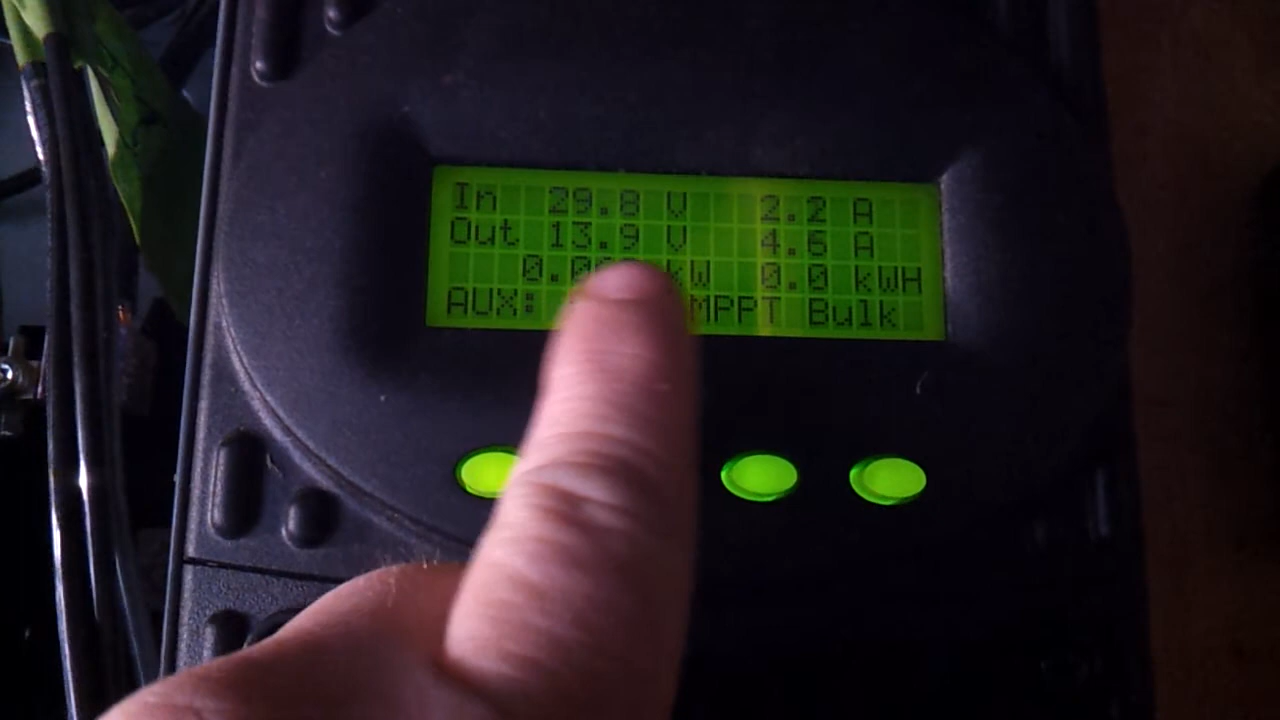 In 29.8 V 2.2 A
Out 13.9 V 4.6 A
kW 0.0 kWH
AUX: MPPT Bulk